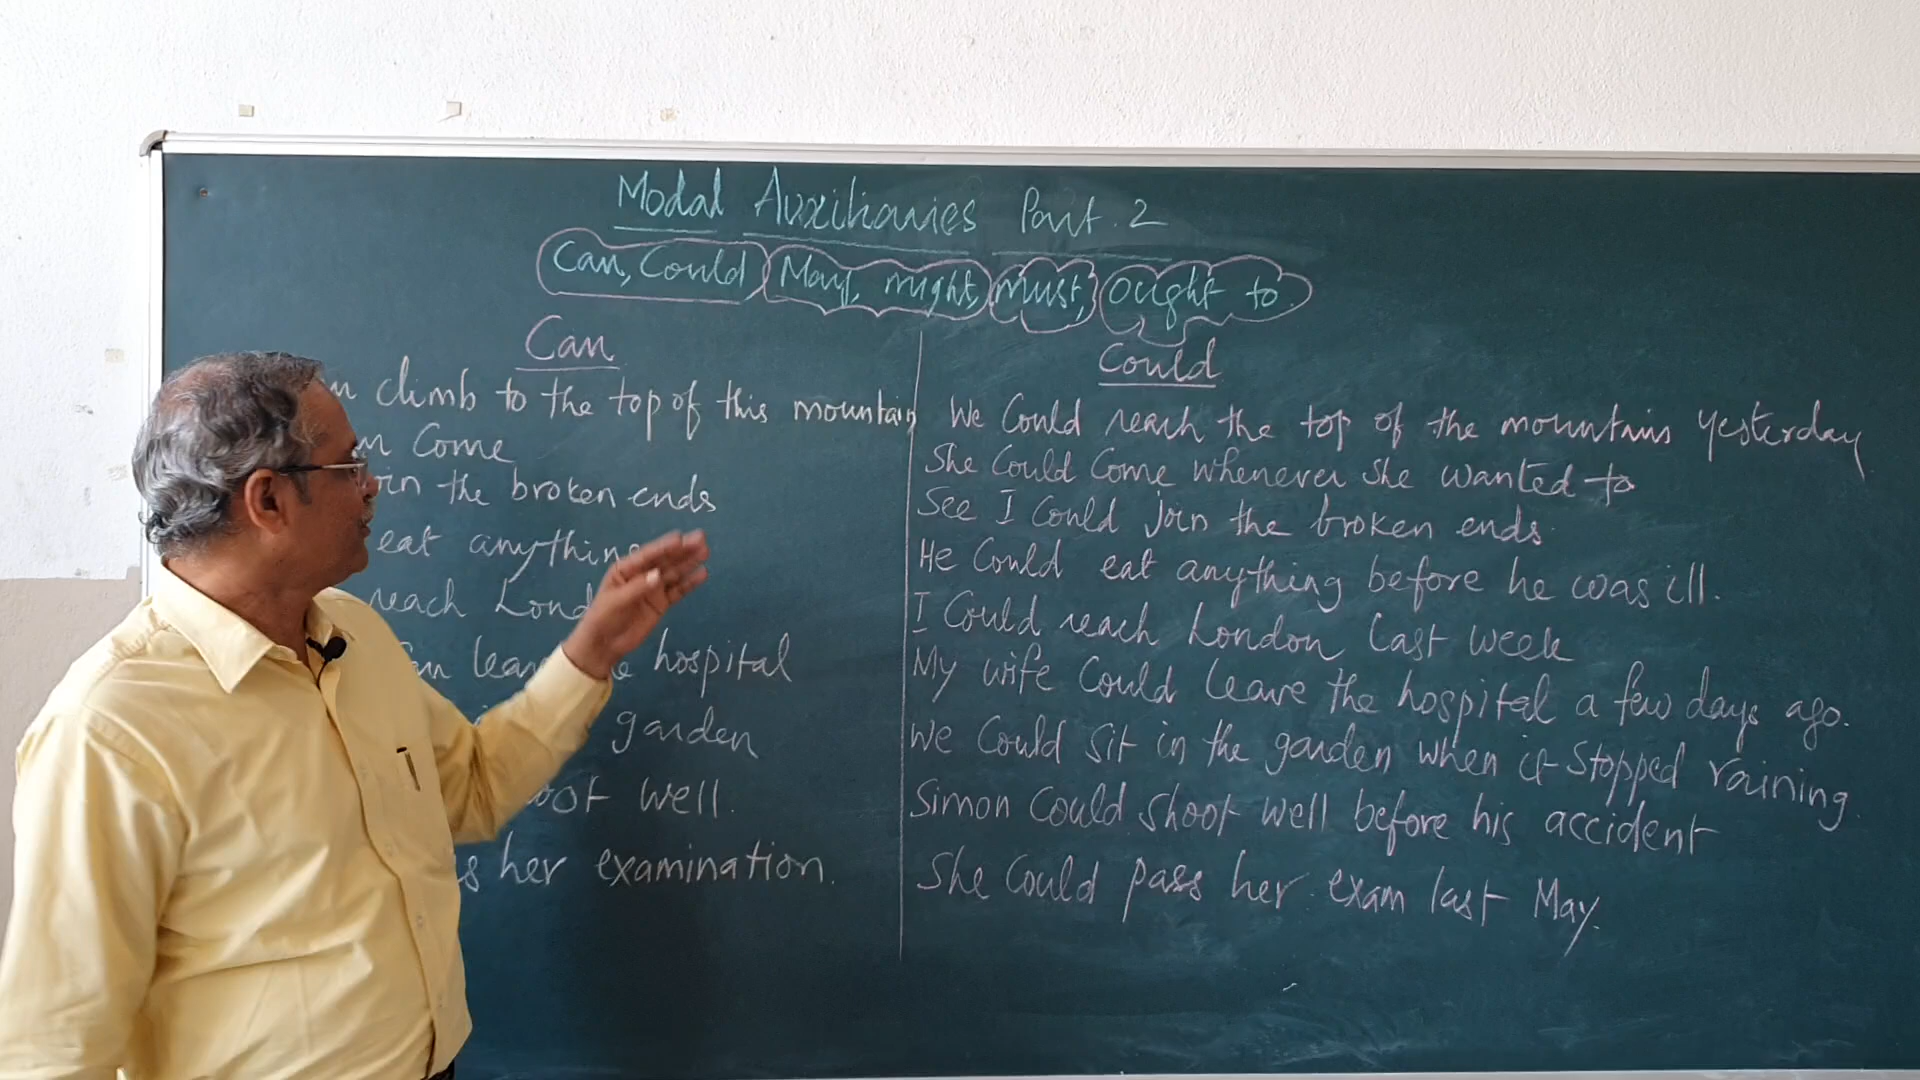 Modal Auxiliaries Part. 2
Can, Could May, might, must, ought to.
Can
climb to the top of this mountain
Come
the broken ends
eat anything
reach
hospital
garden
well.
her examination.
Could
We Could reach the top of the mountains yesterday
She Could Come whenever she wanted to
See I Could join the broken ends.
He Could eat anything before he was ill.
I Could reach London last week
My wife Could leave the hospital a few days ago.
We Could sit in the garden when it stopped raining.
Simon Could shoot well before his accident
She Could pass her exam last May.